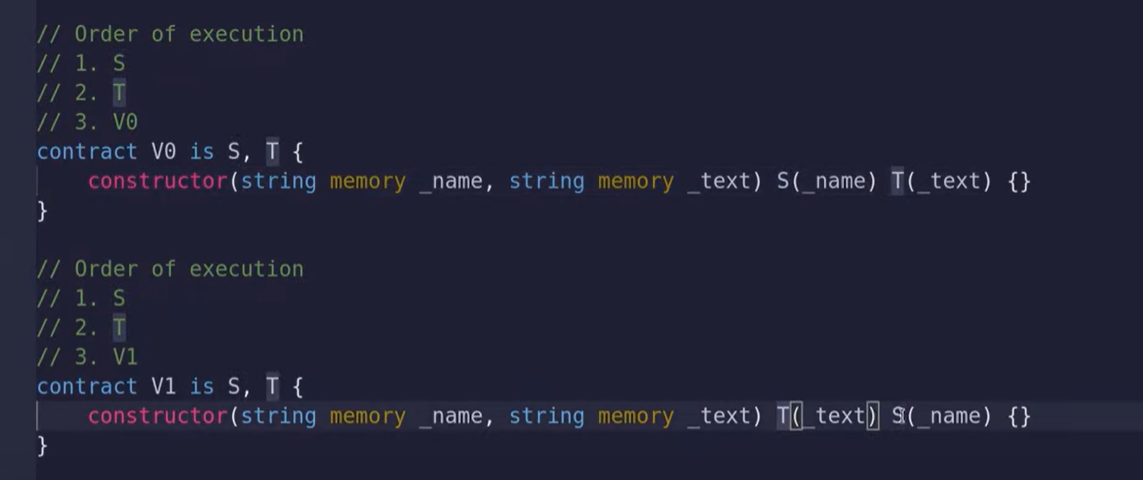 // Order of execution
// 1. S
// 2. T
// 3. V0
contract V0 is S, T {
    constructor(string memory _name, string memory _text) S(_name) T(_text) {}
}
// Order of execution
// 1. S
// 2. T
// 3. V1
contract V1 is S, T {
    constructor(string memory _name, string memory _text) T(_text) S(_name) {}
}